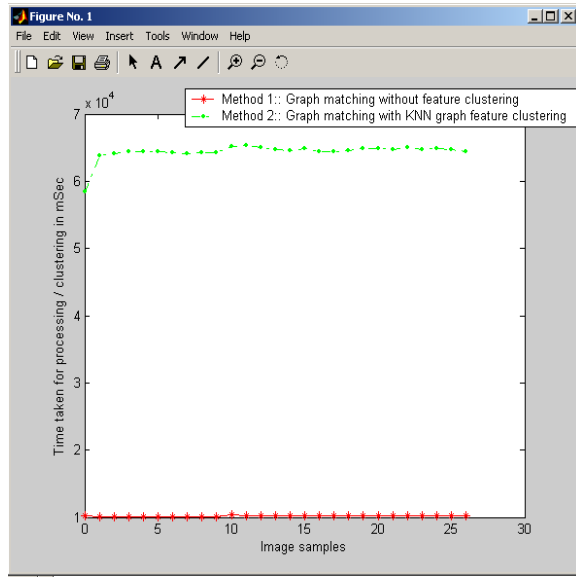 Figure No. 1
File Edit View Insert Tools Window Help
A
x 10^4
Method 1:: Graph matching without feature clustering
Method 2:: Graph matching with KNN graph feature clustering
7
6
5
4
3
2
1
Time taken for processing / clustering in mSec
0 5 10 15 20 25 30
Image samples